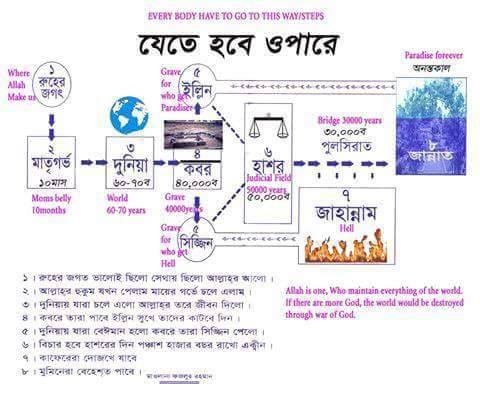 EVERY BODY HAVE TO GO TO THIS WAY/STEPS
যেতে হবে ওপারে
Where
Allah
Make us
১
রুহের
জগৎ
২
মাতৃগর্ভ
১০মাস
Moms belly
10months
৩
দুনিয়া
৬০-৭০ব
World
60-70 years
Grave
for
who get
Paradiser
৫
ইল্লিন
৪
কবর
৪০,০০০ব
Grave
40000years
Grave
for
who get
Hell
৫
সিজ্জিন
৬
হাশর
Judicial Field
50000 years
৫০,০০০ব
Bridge 30000 years
৩০,০০০ব
পুলসিরাত
Paradise foreever
অনন্তকাল
৮
জান্নাত
৭
জাহান্নাম
Hell
১ । রুহের জগত ভালোই ছিলো সেথায় ছিলো আল্লাহর আলো ।
২ । আল্লাহর হুকুম যখন পেলাম মায়ের গর্ভে চলে এলাম ।
৩ । দুনিয়ায় যারা চলে এলো আল্লাহর তরে জীবন দিলো ।
৪ । কবরে তারা পাবে ইল্লিন সুখে তাদের কাটবে দিন ।
৫ । দুনিয়ায় যারা বেঈমান হলো কবরে তারা সিজ্জিন পেলো ।
৬ । বিচার হবে হাশরের দিন পঞ্চাশ হাজার বছর রাখো এক্বীন ।
৭ । কাফেরেরা দোজখে যাবে
৮ । মুমিনেরা বেহেশ্ত পাবে ।
মাওলানা ফজলুর রহমান
Allah is one, Who maintain everything of the world.
If there are more God, the world would be destroyed
through war of God.